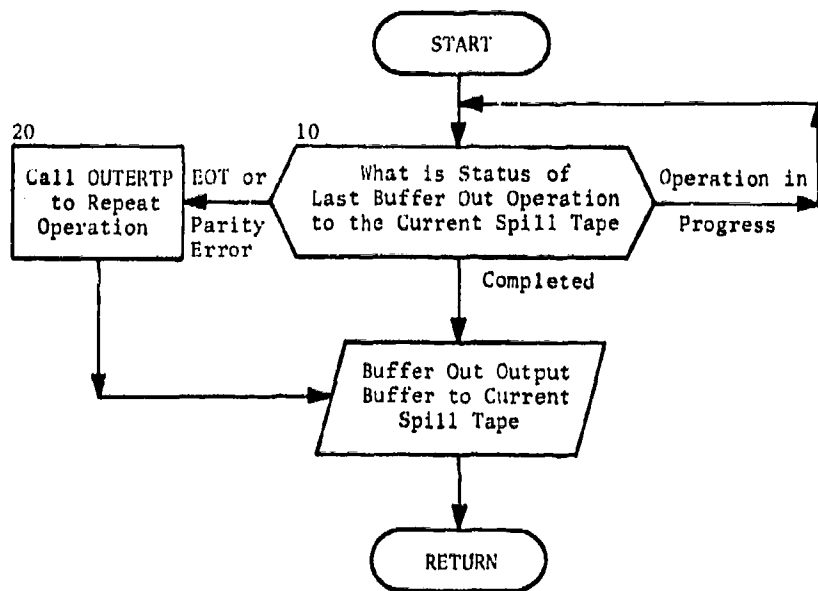 START
20
10
Call OUTERTP
to Repeat
Operation
EOT or
Parity
Error
What is Status of
Last Buffer Out Operation
to the Current Spill Tape
Operation in
Progress
Completed
Buffer Out Output
Buffer to Current
Spill Tape
RETURN